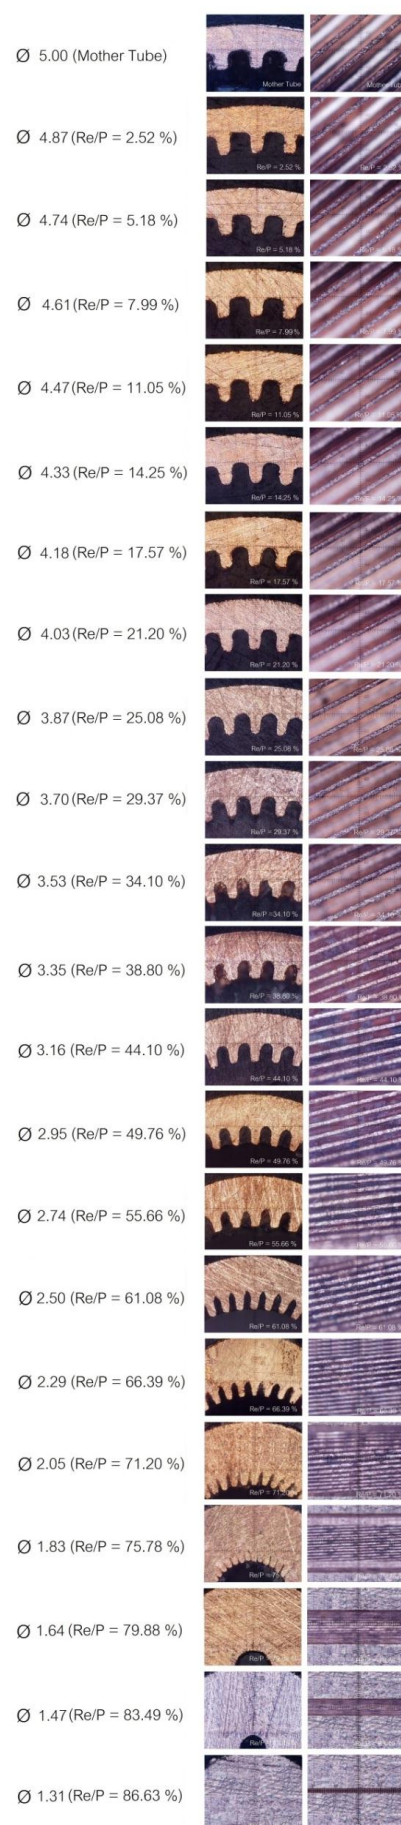 Ø 5.00 (Mother Tube)
Mother Tube
Mother Tube
Ø 4.87 (Re/P = 2.52 %)
Re/P = 2.52 %
Ø 4.74 (Re/P = 5.18 %)
Re/P = 5.18 %
Ø 4.61 (Re/P = 7.99 %)
Re/P = 7.99 %
Ø 4.47 (Re/P = 11.05 %)
Re/P = 11.05 %
Ø 4.33 (Re/P = 14.25 %)
Re/P = 14.25 %
Ø 4.18 (Re/P = 17.57 %)
Re/P = 17.57 %
Ø 4.03 (Re/P = 21.20 %)
Re/P = 21.20 %
Ø 3.87 (Re/P = 25.08 %)
Re/P = 25.08 %
Ø 3.70 (Re/P = 29.37 %)
Re/P = 29.37 %
Ø 3.53 (Re/P = 34.10 %)
Re/P =34.10 %
Ø 3.35 (Re/P = 38.80 %)
Re/P = 38.80 %
Ø 3.16 (Re/P = 44.10 %)
Re/P = 44.10 %
Ø 2.95 (Re/P = 49.76 %)
Re/P = 49.76 %
Ø 2.74 (Re/P = 55.66 %)
Re/P = 55.66 %
Ø 2.50 (Re/P = 61.08 %)
Re/P = 61.08 %
Ø 2.29 (Re/P = 66.39 %)
Re/P = 66.39 %
Ø 2.05 (Re/P = 71.20 %)
Re/P = 71.20 %
Ø 1.83 (Re/P = 75.78 %)
Ø 1.64 (Re/P = 79.88 %)
Ø 1.47 (Re/P = 83.49 %)
Ø 1.31 (Re/P = 86.63 %)